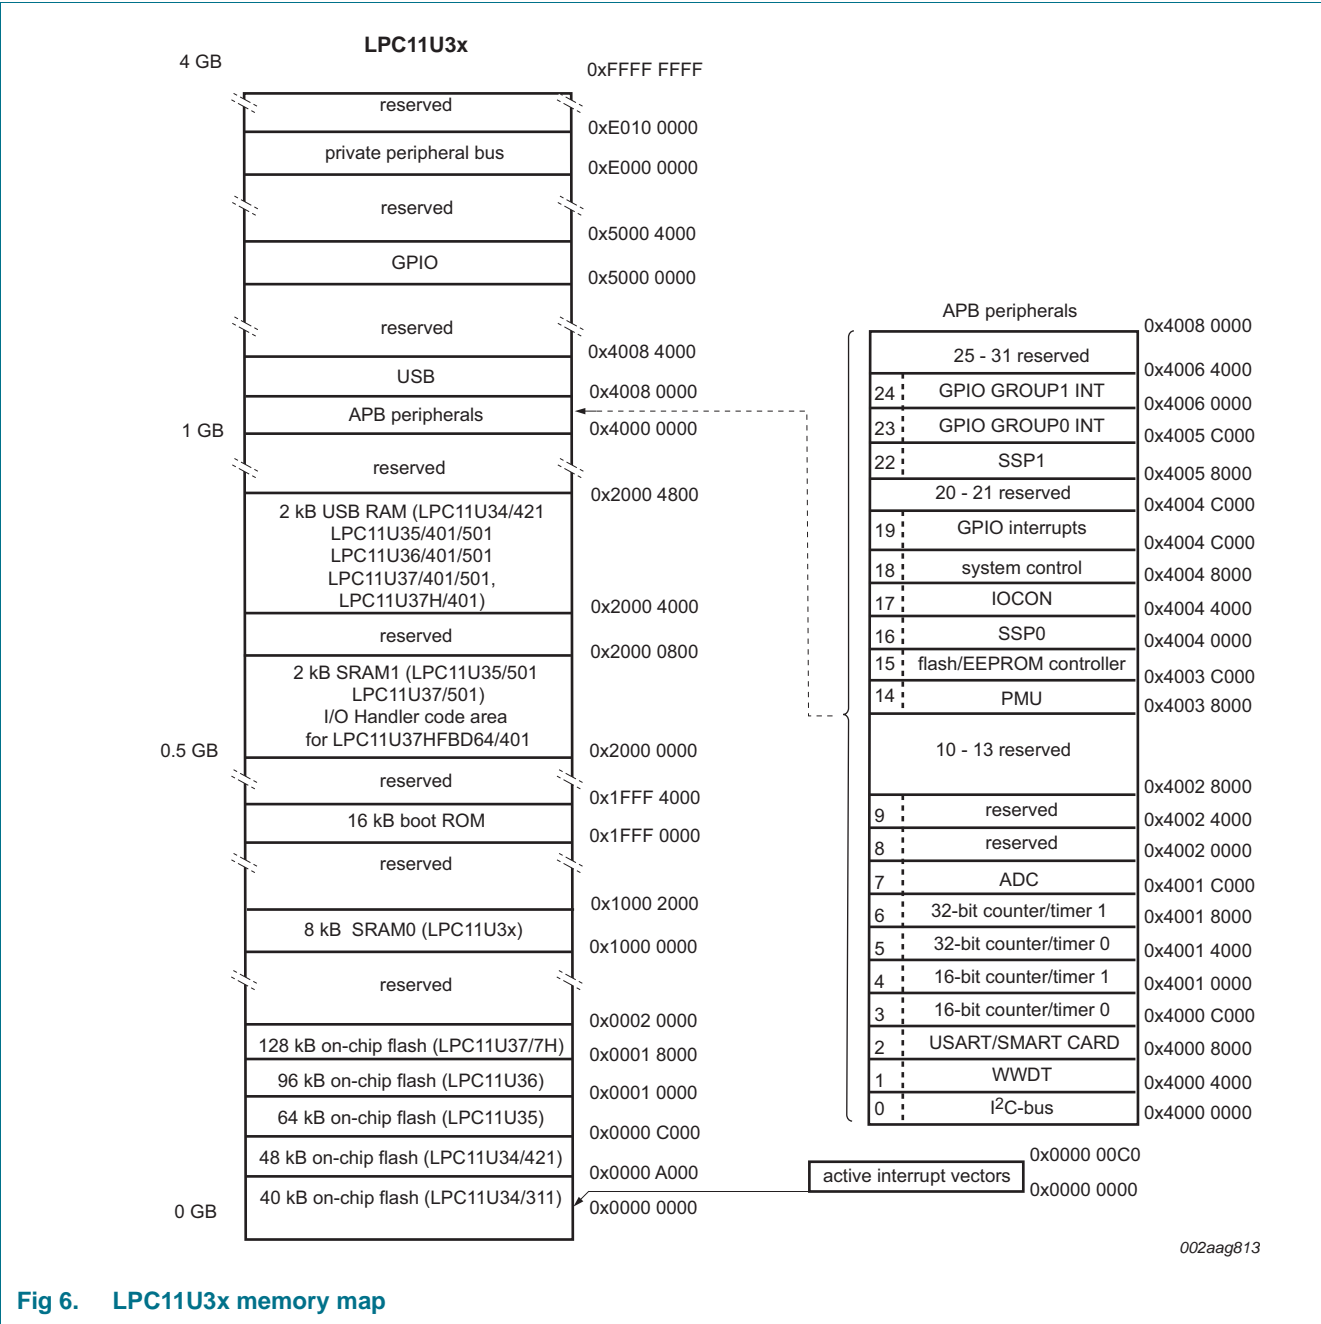 LPC11U3x
4 GB
0xFFFF FFFF
reserved
0xE010 0000
private peripheral bus
0xE000 0000
reserved
0x5000 4000
GPIO
0x5000 0000
reserved
0x4008 4000
USB
0x4008 0000
APB peripherals
1 GB
0x4000 0000
reserved
0x2000 4800
2 kB USB RAM (LPC11U34/421
LPC11U35/401/501
LPC11U36/401/501
LPC11U37/401/501,
LPC11U37H/401)
0x2000 4000
reserved
0x2000 0800
2 kB SRAM1 (LPC11U35/501
LPC11U37/501)
I/O Handler code area
for LPC11U37HFBD64/401
0.5 GB
0x2000 0000
reserved
0x1FFF 4000
16 kB boot ROM
0x1FFF 0000
reserved
0x1000 2000
8 kB SRAM0 (LPC11U3x)
0x1000 0000
reserved
0x0002 0000
128 kB on-chip flash (LPC11U37/7H)
0x0001 8000
96 kB on-chip flash (LPC11U36)
0x0001 0000
64 kB on-chip flash (LPC11U35)
0x0000 C000
48 kB on-chip flash (LPC11U34/421)
0x0000 A000
40 kB on-chip flash (LPC11U34/311)
0 GB
0x0000 0000
APB peripherals
0x4008 0000
25 - 31 reserved
0x4006 4000
24 GPIO GROUP1 INT
0x4006 0000
23 GPIO GROUP0 INT
0x4005 C000
22 SSP1
0x4005 8000
20 - 21 reserved
0x4004 C000
19 GPIO interrupts
0x4004 C000
18 system control
0x4004 8000
17 IOCON
0x4004 4000
16 SSP0
0x4004 0000
15 flash/EEPROM controller
0x4003 C000
14 PMU
0x4003 8000
10 - 13 reserved
0x4002 8000
9 reserved
0x4002 4000
8 reserved
0x4002 0000
7 ADC
0x4001 C000
6 32-bit counter/timer 1
0x4001 8000
5 32-bit counter/timer 0
0x4001 4000
4 16-bit counter/timer 1
0x4001 0000
3 16-bit counter/timer 0
0x4000 C000
2 USART/SMART CARD
0x4000 8000
1 WWDT
0x4000 4000
0 I2C-bus
0x4000 0000
0x0000 00C0
active interrupt vectors
0x0000 0000
002aag813
Fig 6. LPC11U3x memory map